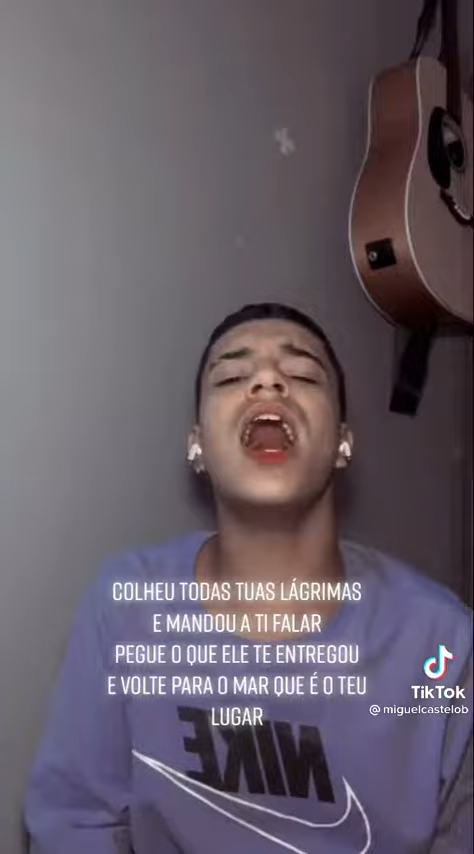 COLHEU TODAS TUAS LÁGRIMAS
E MANDOU A TI FALAR
PEGUE O QUE ELE TE ENTREGOU
E VOLTE PARA O MAR QUE É O TEU
LUGAR
TikTok
@miguelcastelob
NIKE